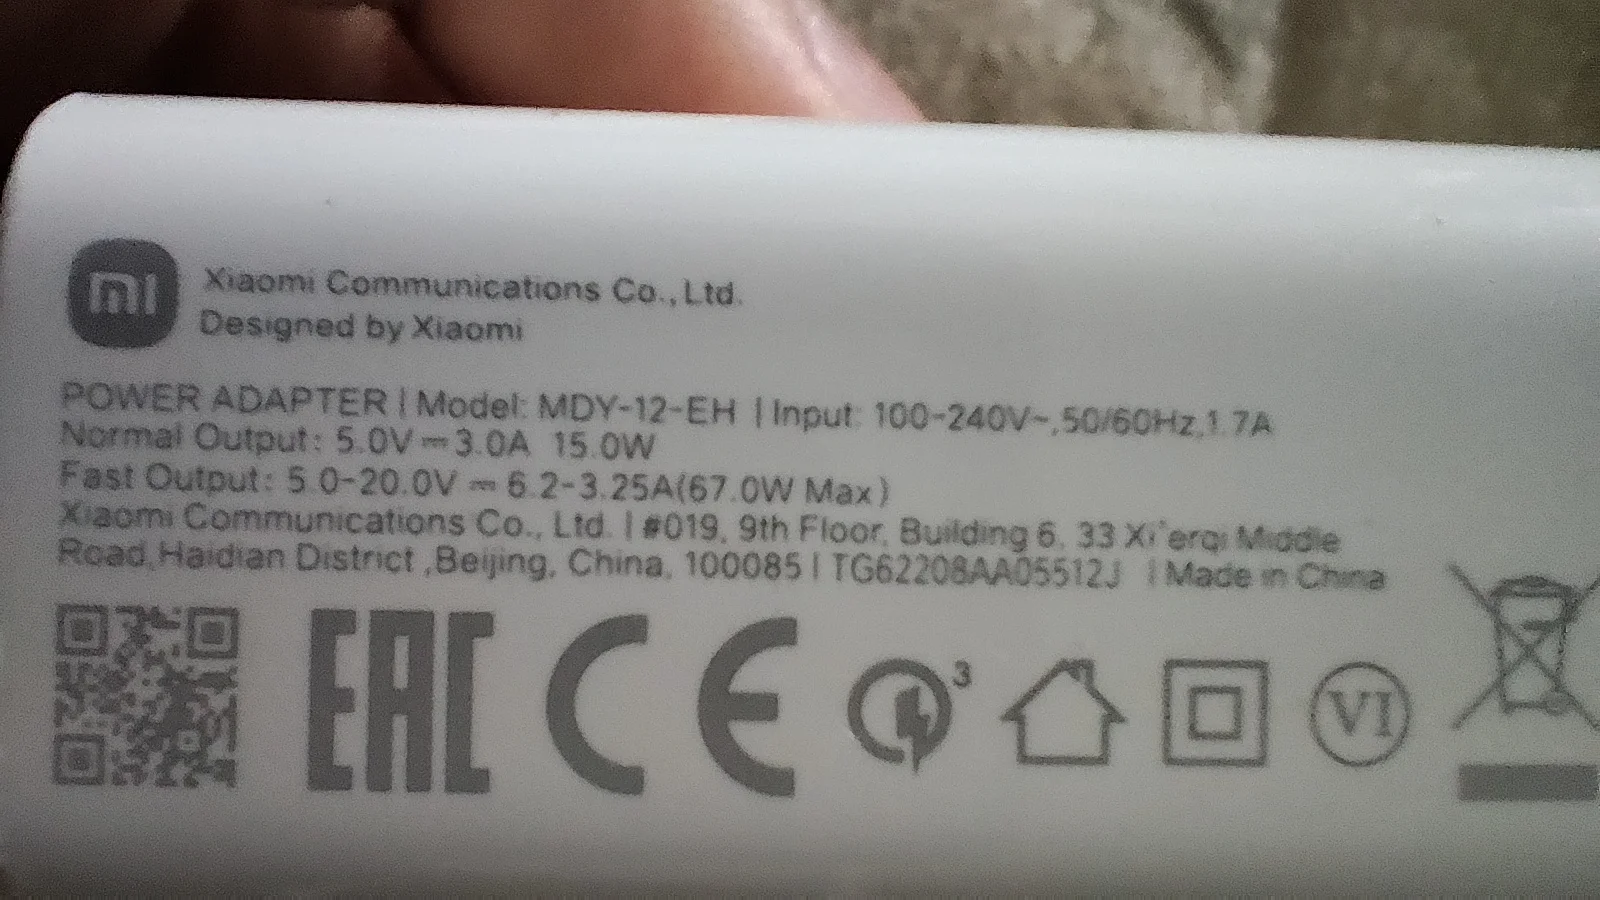 mi
Xiaomi Communications Co., Ltd.
Designed by Xiaomi
POWER ADAPTER | Model: MDY-12-EH | Input: 100-240V~, 50/60Hz, 1.7A
Normal Output: 5.0V⎓3.0A 15.0W
Fast Output: 5.0-20.0V ⎓ 6.2-3.25A(67.0W Max)
Xiaomi Communications Co., Ltd. | #019, 9th Floor, Building 6, 33 Xi'erqi Middle
Road, Haidian District ,Beijing, China, 100085 | TG62208AA05512J | Made in China
EAC CE 3 VI